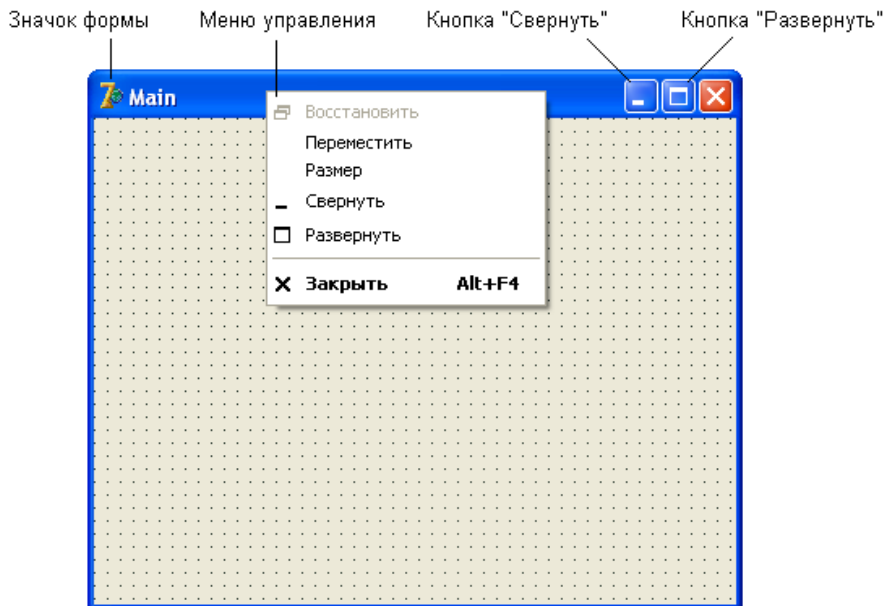 Значок формы Меню управления Кнопка "Свернуть" Кнопка "Развернуть"
Main
Восстановить
Переместить
Размер
Свернуть
Развернуть
Закрыть Alt+F4